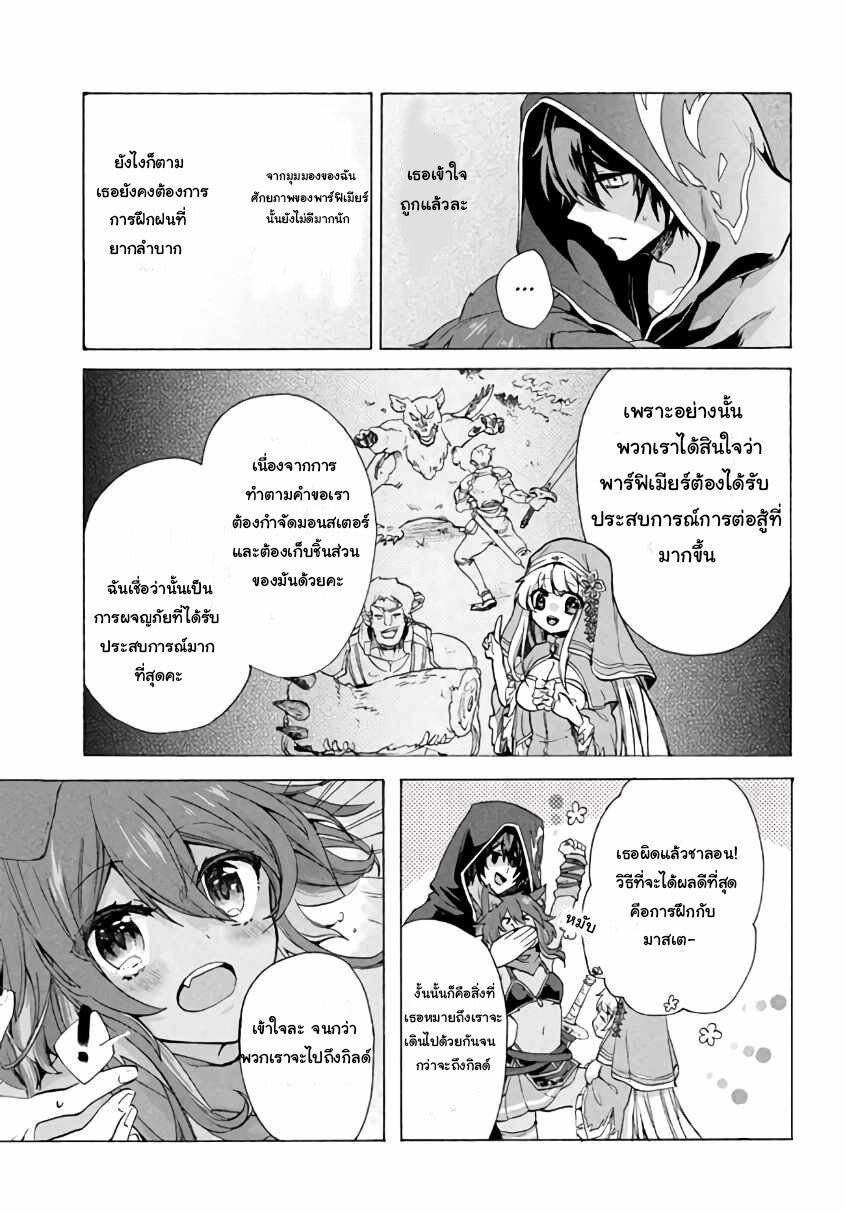 เธอเข้าใจ
ถูกแล้วละ
...
จากมุมมองของฉัน
ศักยภาพของพาร์ฟิเมียร์
นั้นยังไม่ดีมากนัก
ยังไงก็ตาม
เธอยังคงต้องการ
การฝึกฝนที่
ยากลำบาก
เพราะอย่างนั้น
พวกเราได้สินใจว่า
พาร์ฟิเมียร์ต้องได้รับ
ประสบการณ์การต่อสู้ที่
มากขึ้น
เนื่องจากการ
ทำตามคำขอเรา
ต้องกำจัดมอนสเตอร์
และต้องเก็บชิ้นส่วน
ของมันด้วยคะ
ฉันเชื่อว่านั้นเป็น
การผจญภัยที่ได้รับ
ประสบการณ์มาก
ที่สุดคะ
เธอผิดแล้วชาลอน!
วิธีที่จะได้ผลดีที่สุด
คือการฝึกกับ
มาสเต-
หมับ
งั้นนั้นก็คือสิ่งที่
เธอหมายถึงเราจะ
เดินไปด้วยกันจน
กว่าจะถึงกิลด์
!
เข้าใจละ จนกว่า
พวกเราจะไปถึงกิลด์